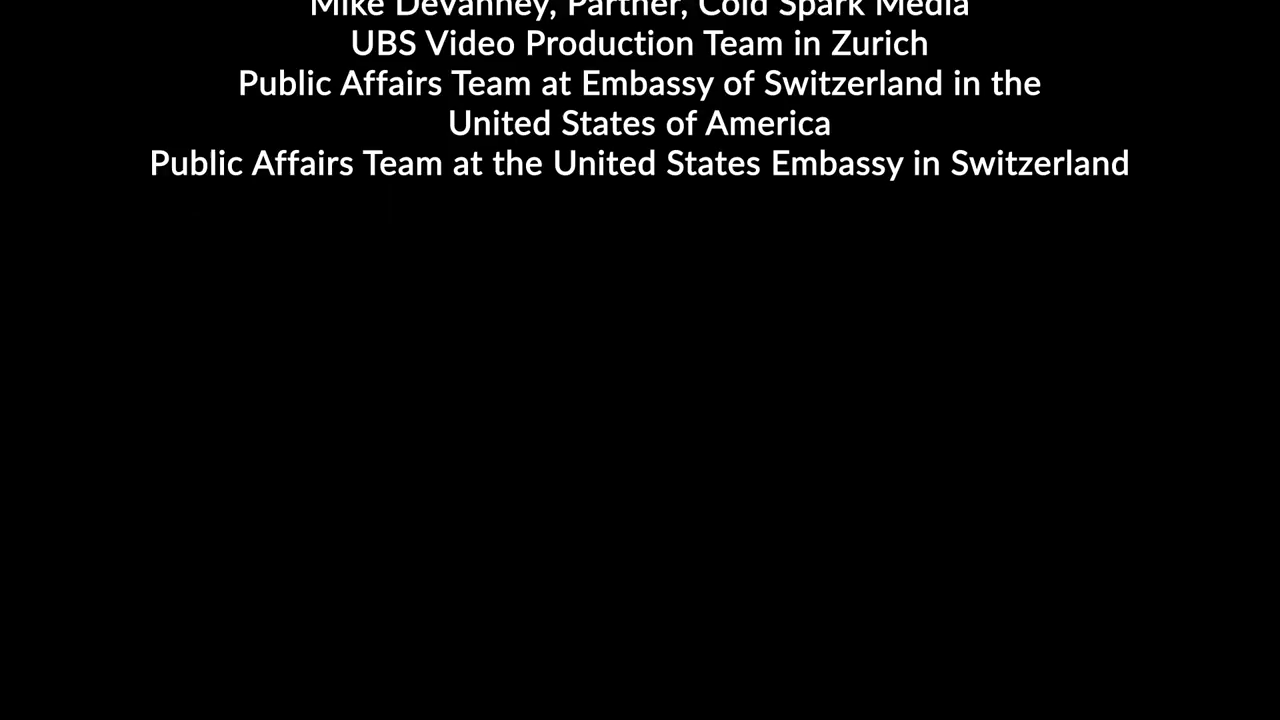 Mike DeVanney, Partner, Cold Spark Media
UBS Video Production Team in Zurich
Public Affairs Team at Embassy of Switzerland in the
United States of America
Public Affairs Team at the United States Embassy in Switzerland